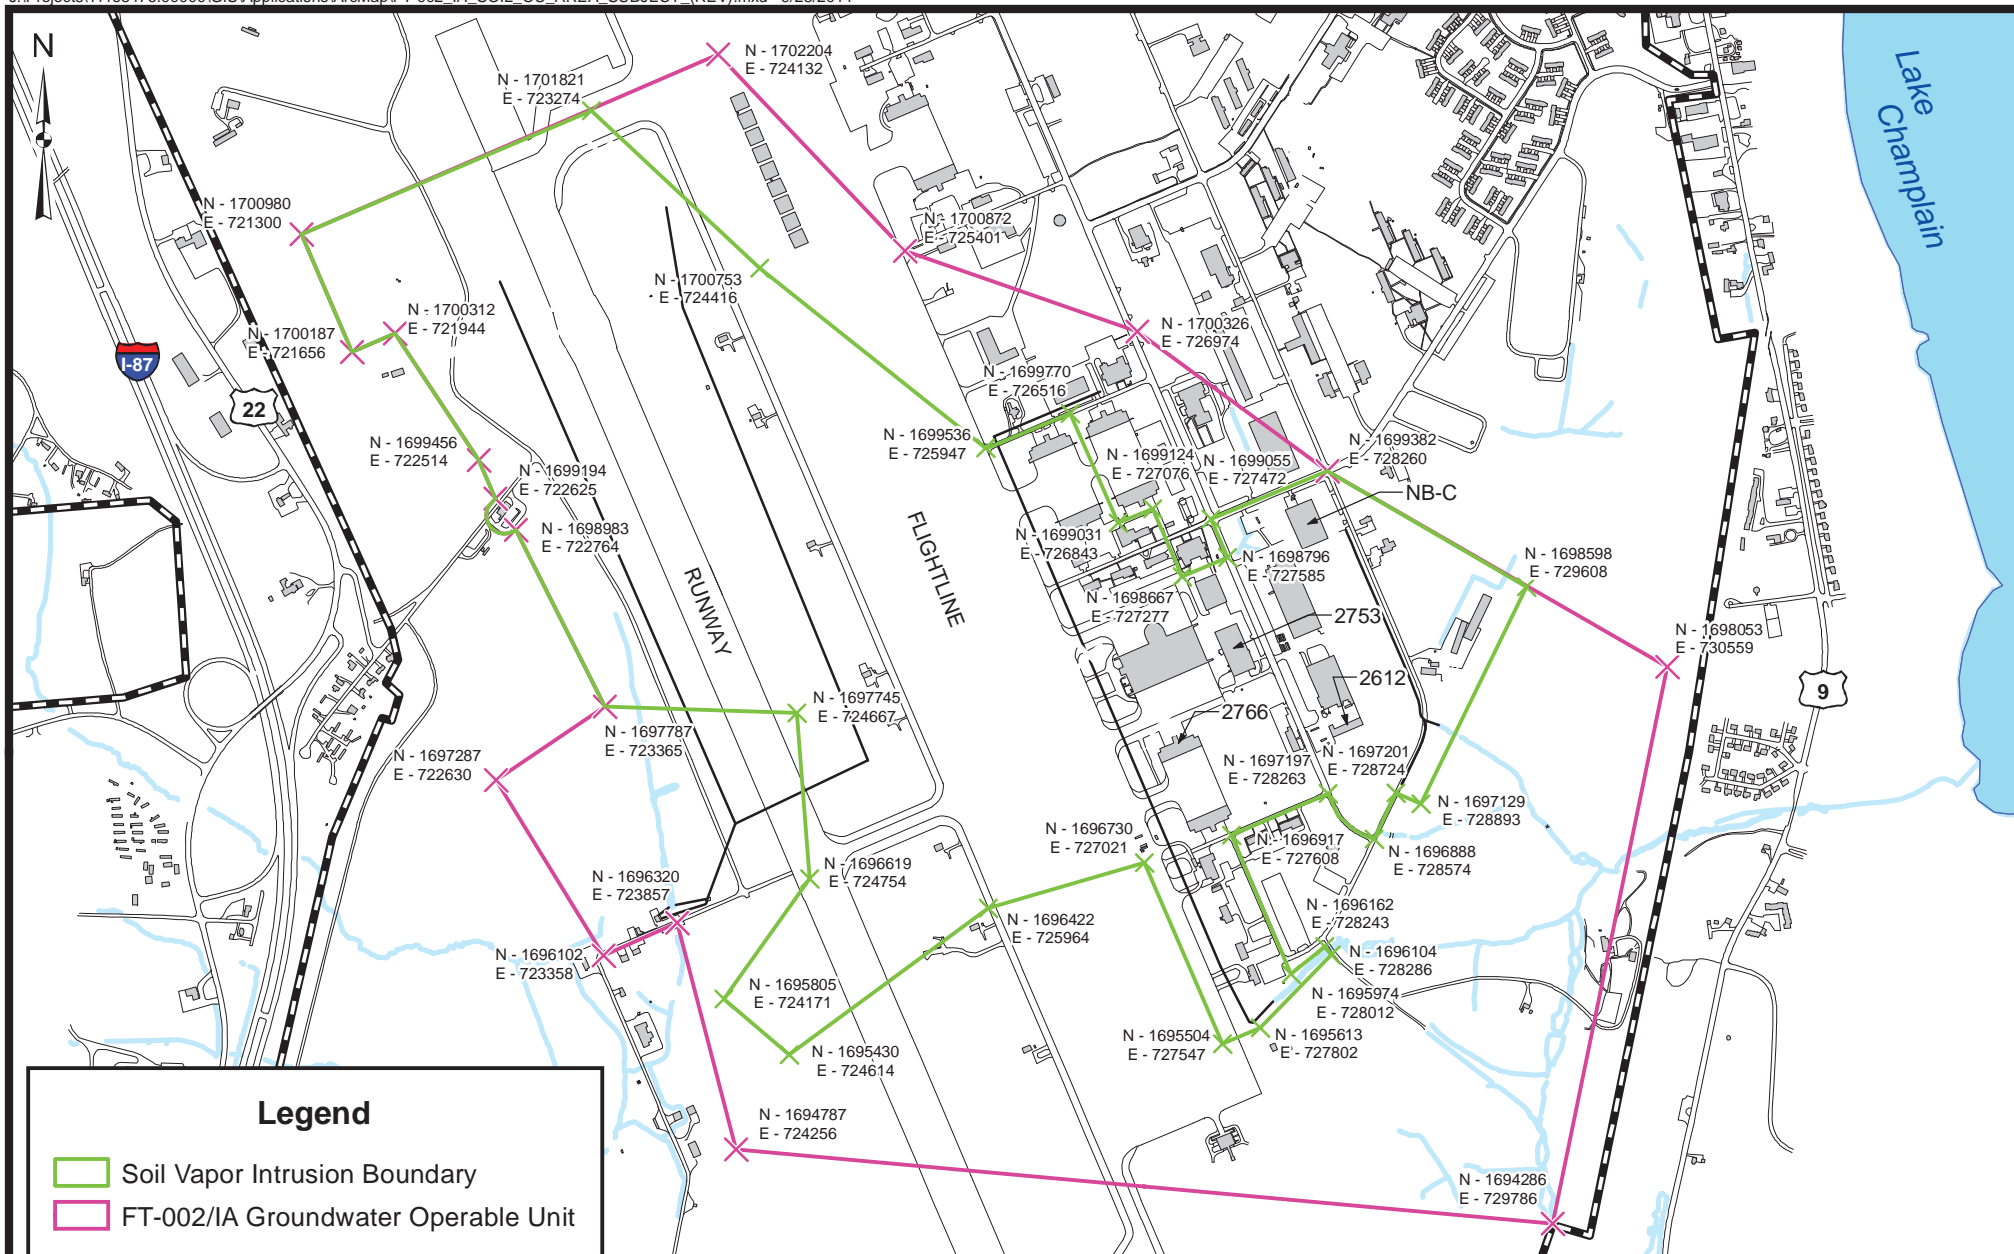 N
N - 1702204
E - 724132
N - 1701821
E - 723274
Lake
Champlain
N - 1700980
E - 721300
N - 1700872
E - 725401
N - 1700753
E - 724416
N - 1700312
E - 721944
N - 1700187
E - 721656
N - 1700326
E - 726974
I-87
22
N - 1699770
E - 726516
N - 1699536
E - 725947
N - 1699456
E - 722514
N - 1699194
E - 722625
N - 1699124
E - 727076
N - 1699055
E - 727472
N - 1699382
E - 728260
NB-C
N - 1698983
E - 722764
FLIGHTLINE
RUNWAY
N - 1699031
E - 726843
N - 1698796
E - 727585
N - 1698598
E - 729608
N - 1698667
E - 727277
2753
N - 1698053
E - 730559
2612
9
N - 1697745
E - 724667
2766
N - 1697787
E - 723365
N - 1697287
E - 722630
N - 1697201
E - 728724
N - 1697197
E - 728263
N - 1697129
E - 728893
N - 1696730
E - 727021
N - 1696917
E - 727608
N - 1696888
E - 728574
N - 1696619
E - 724754
N - 1696320
E - 723857
N - 1696422
E - 725964
N - 1696162
E - 728243
N - 1696102
E - 723358
N - 1696104
E - 728286
N - 1695805
E - 724171
N - 1695974
E - 728012
N - 1695504
E - 727547
N - 1695613
E - 727802
N - 1695430
E - 724614
N - 1694787
E - 724256
N - 1694286
E - 729786
Legend
Soil Vapor Intrusion Boundary
FT-002/IA Groundwater Operable Unit